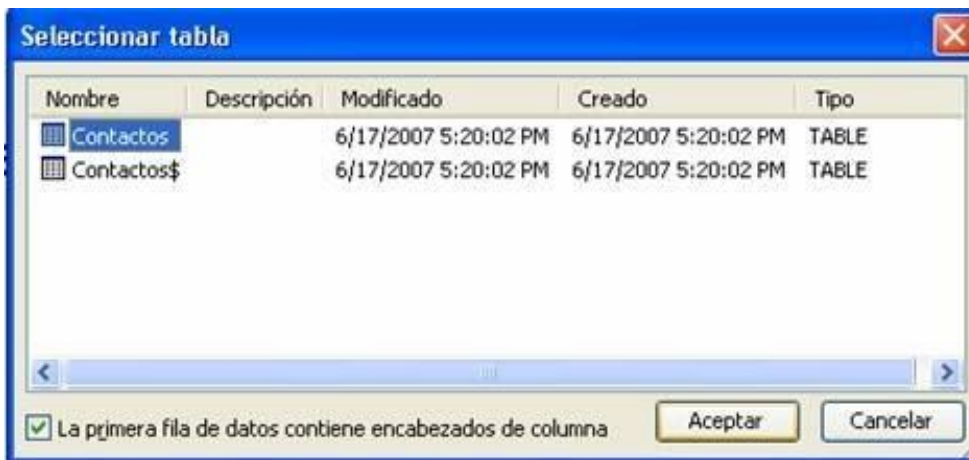 Seleccionar tabla
Nombre Descripción Modificado Creado Tipo
Contactos 6/17/2007 5:20:02 PM 6/17/2007 5:20:02 PM TABLE
Contactos$ 6/17/2007 5:20:02 PM 6/17/2007 5:20:02 PM TABLE
La primera fila de datos contiene encabezados de columna Aceptar Cancelar